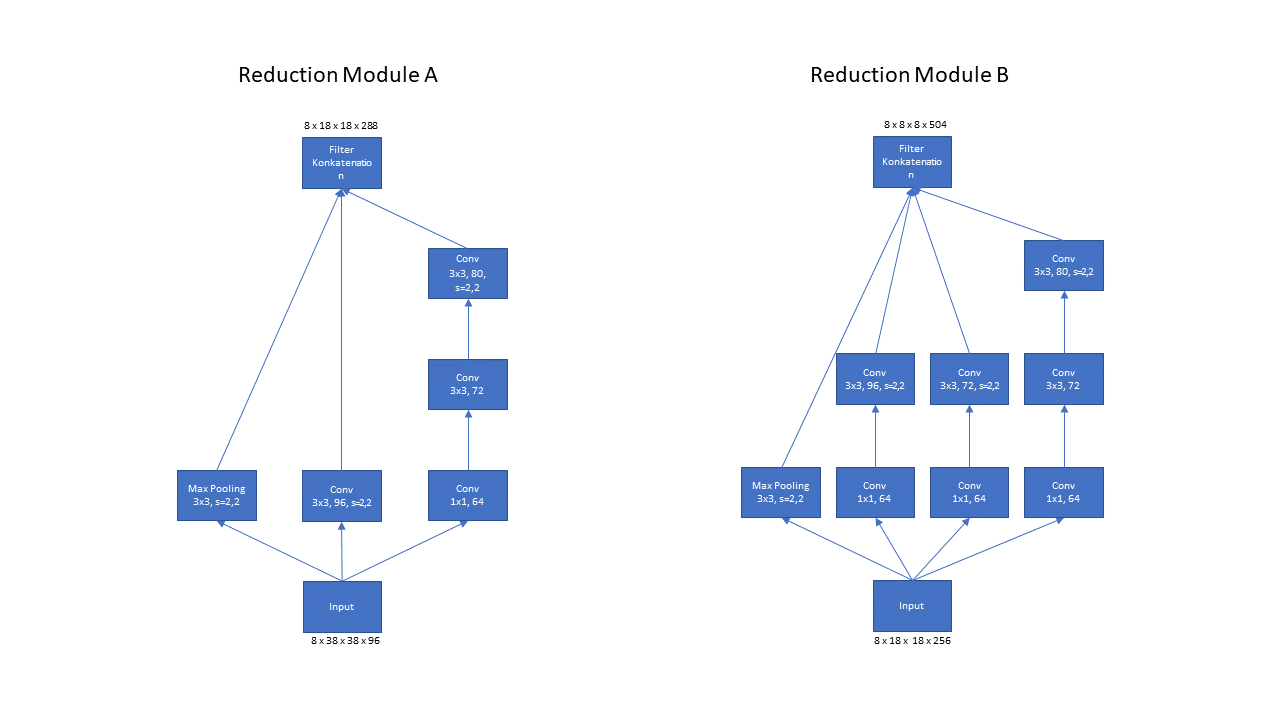 Reduction Module A
8 x 18 x 18 x 288
Filter
Konkatenatio
n
Conv
3x3, 80,
s=2,2
Conv
3x3, 72
Max Pooling
3x3, s=2,2
Conv
3x3, 96, s=2,2
Conv
1x1, 64
Input
8 x 38 x 38 x 96
Reduction Module B
8 x 8 x 8 x 504
Filter
Konkatenatio
n
Conv
3x3, 80, s=2,2
Conv
3x3, 96, s=2,2
Conv
3x3, 72, s=2,2
Conv
3x3, 72
Max Pooling
3x3, s=2,2
Conv
1x1, 64
Conv
1x1, 64
Conv
1x1, 64
Input
8 x 18 x 18 x 256